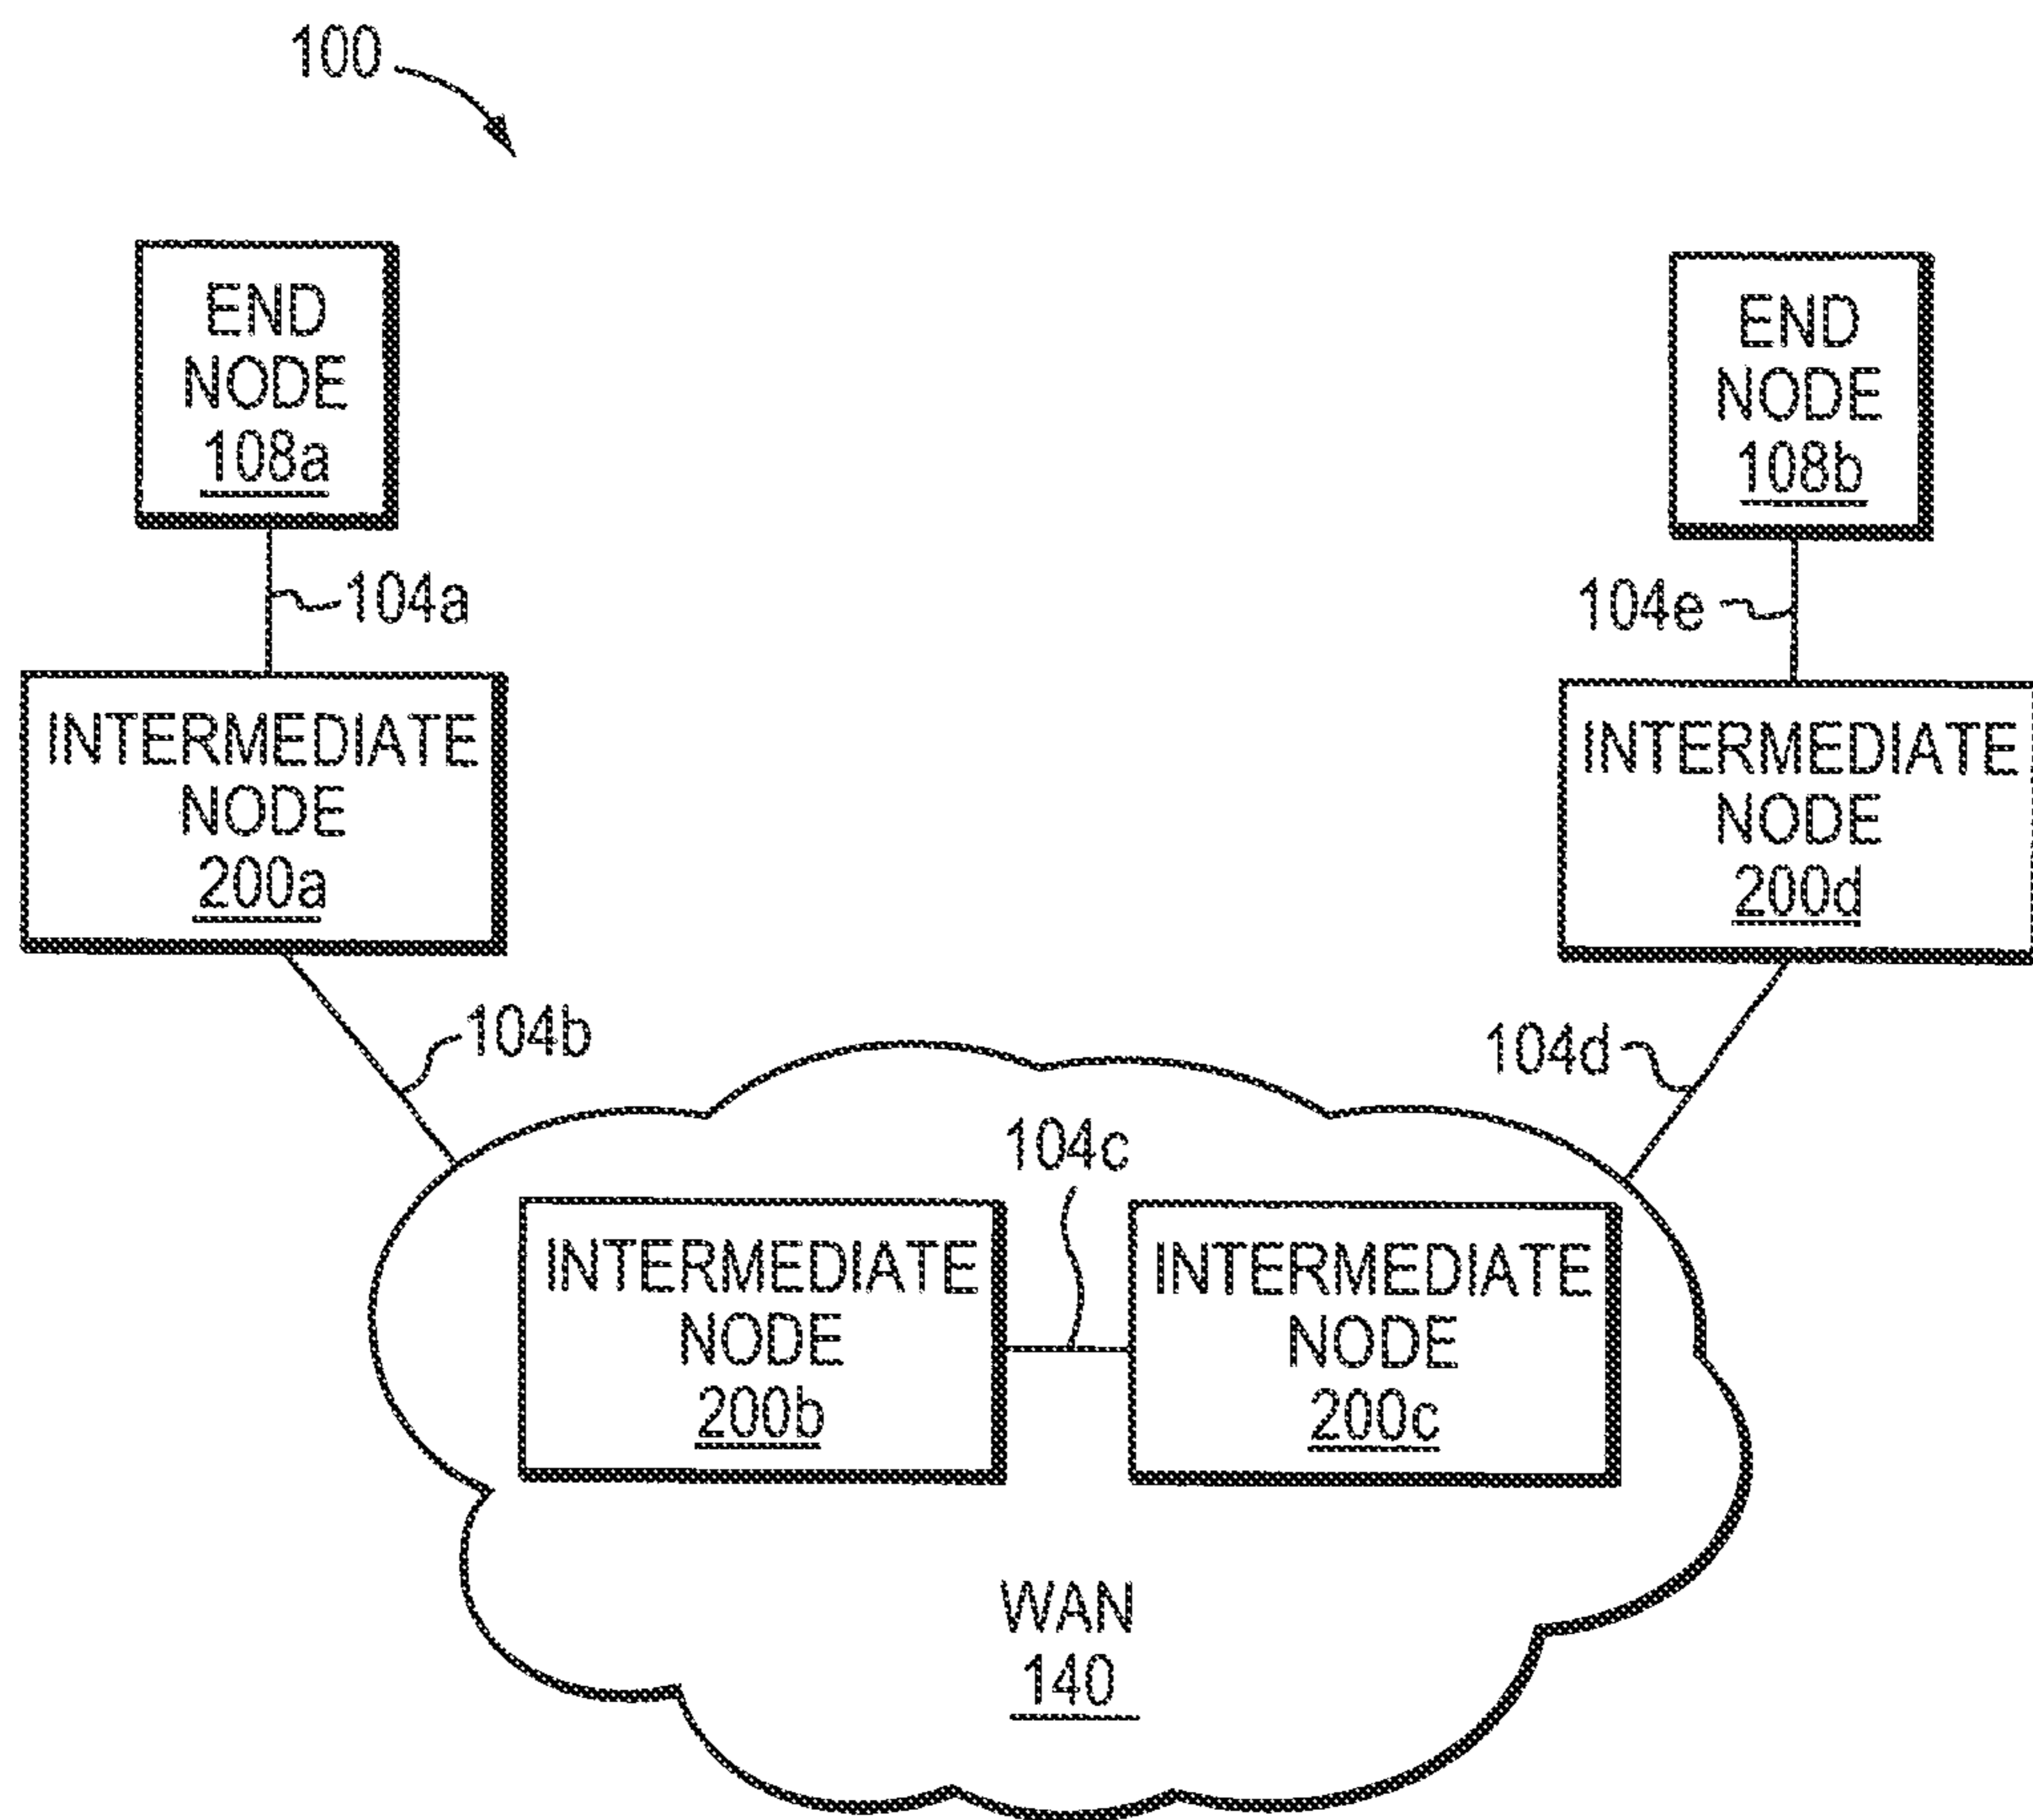 100
END
NODE
108a
END
NODE
108b
104a
104e
INTERMEDIATE
NODE
200a
INTERMEDIATE
NODE
200d
104b
104d
104c
INTERMEDIATE
NODE
200b
INTERMEDIATE
NODE
200c
WAN
140